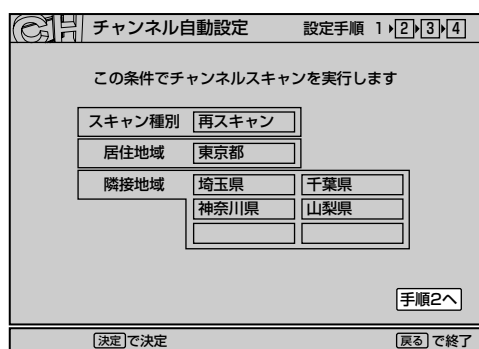 CH チャンネル自動設定 設定手順 1 2 3 4
この条件でチャンネルスキャンを実行します
スキャン種別 再スキャン
居住地域 東京都
隣接地域 埼玉県 千葉県
神奈川県 山梨県
手順2へ
決定で決定 戻るで終了